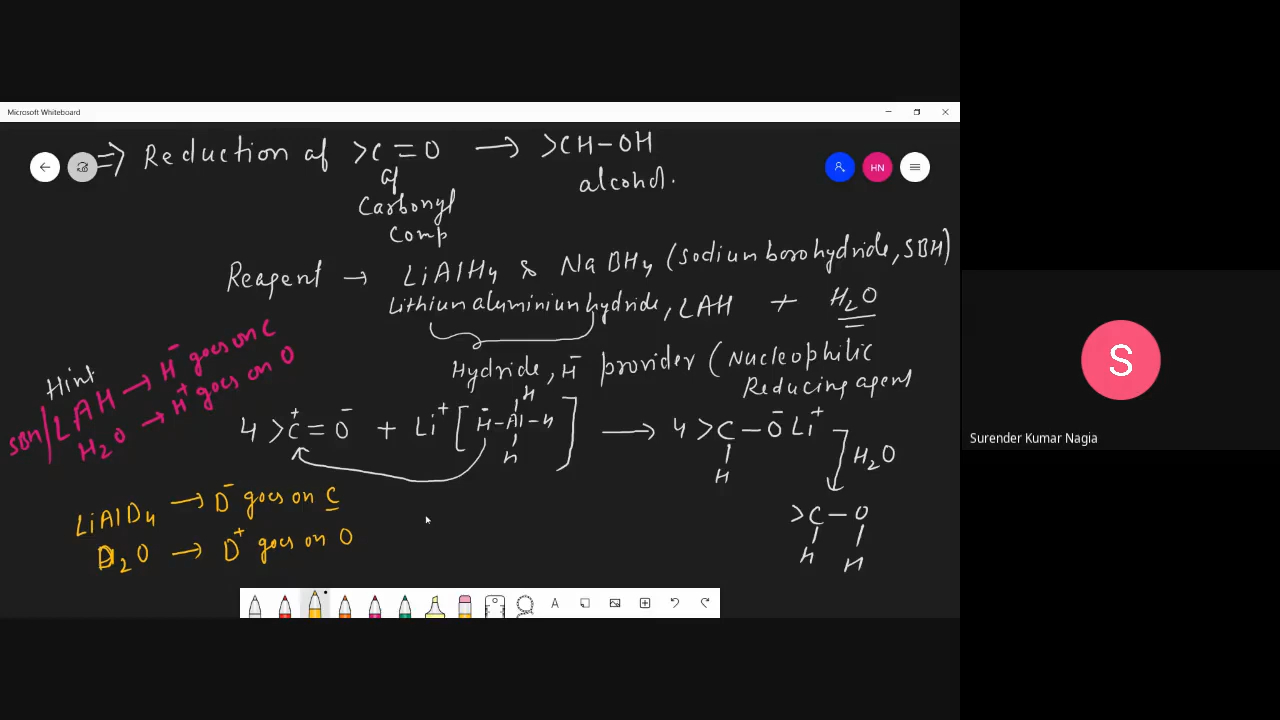 Microsoft Whiteboard
⇒ Reduction of >C=O ⟶ >CH-OH
of
alcohol.
Carbonyl
Comp
HN
Reagent → LiAlH4 & NaBH4 (Sodium borohydride, SBH)
Lithium aluminium hydride, LAH + H2O
Hydride, H⁻ provider (Nucleophilic
Reducing agent
Hint
SBH/LAH → H⁻ goes on C
H2O → H⁺ goes on O
H
4 >C⁺=O⁻ + Li⁺ [H⁻-Al-H] ⟶ 4 >C-O⁻ Li⁺
H
H
H2O
>C-O
H H
LiAlD4 → D⁻ goes on C
D2O → D⁺ goes on O
S
Surender Kumar Nagia
A